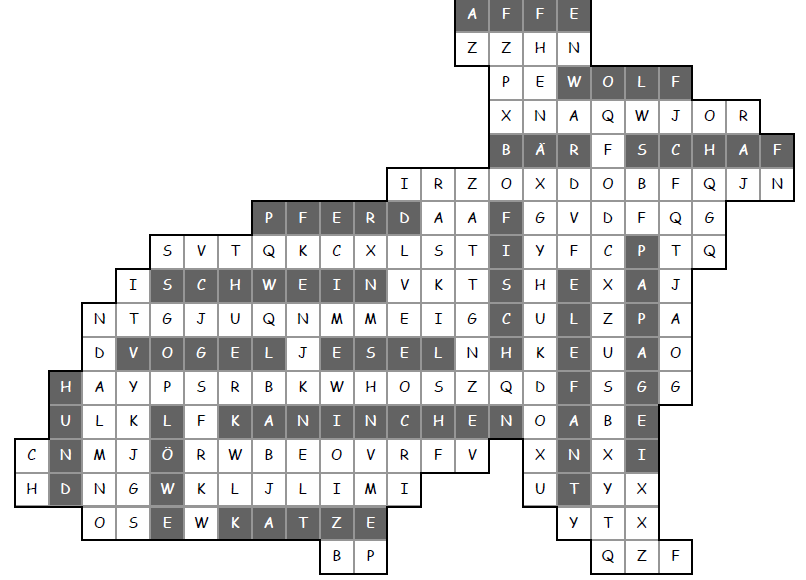 A F F E
Z Z H N
P E W O L F
X N A Q W J O R
B Ä R F S C H A F
I R Z O X D O B F Q J N
P F E R D A A F G V D F Q G
S V T Q K C X L S T I Y F C P T Q
I S C H W E I N V K T S H E X A J
N T G J U Q N M M E I G C U L Z P A
D V O G E L J E S E L N H K E U A O
H A Y P S R B K W H O S Z Q D F S G G
U L K L F K A N I N C H E N O A B E
C N M J Ö R W B E O V R F V X N X I
H D N G W K L J L I M I U T Y X
O S E W K A T Z E Y T X
B P Q Z F